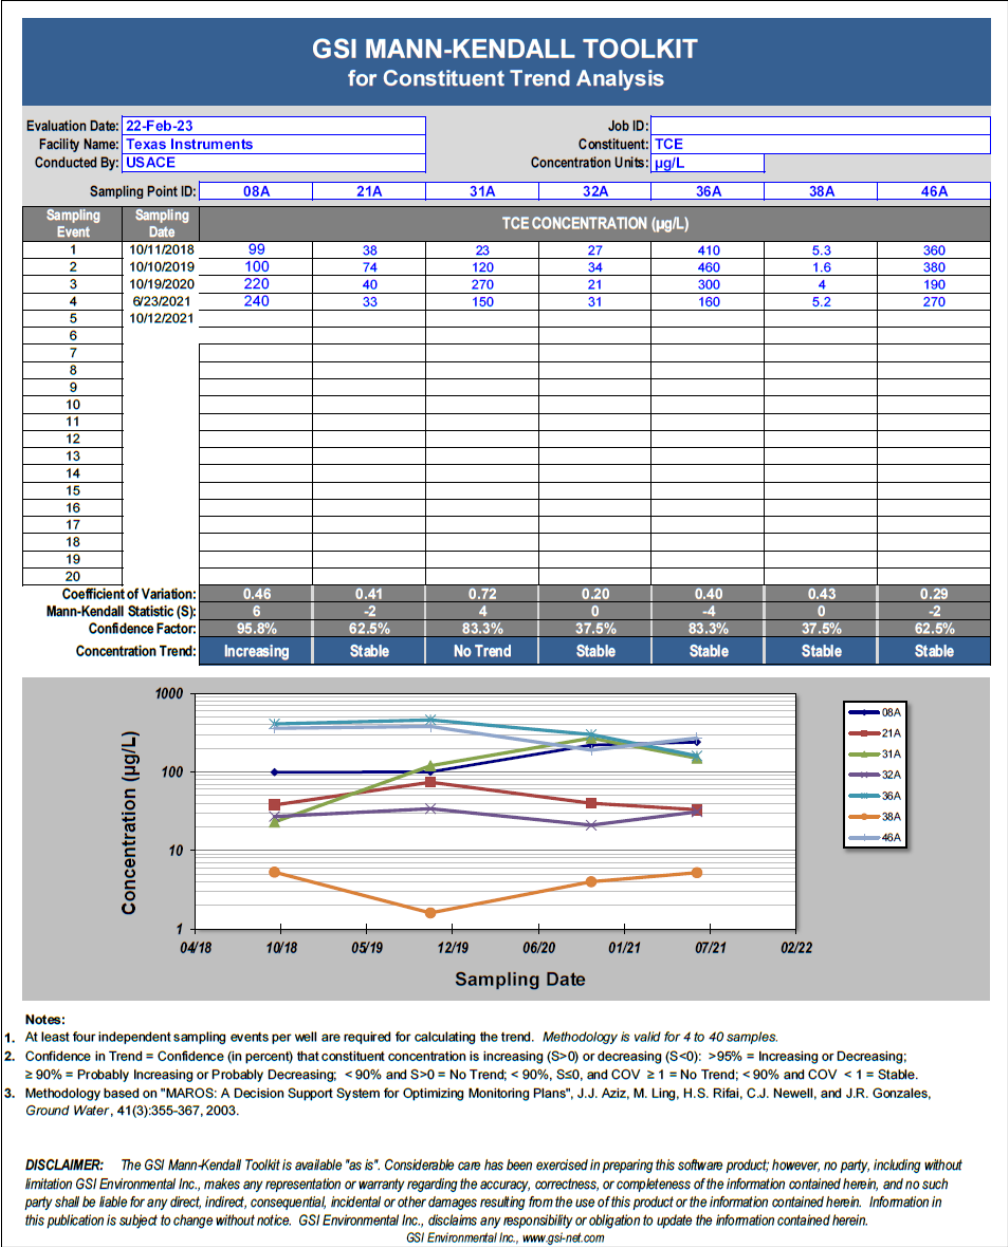 GSI MANN-KENDALL TOOLKIT
for Constituent Trend Analysis
Evaluation Date: 22-Feb-23 Job ID:
Facility Name: Texas Instruments Constituent: TCE
Conducted By: USACE Concentration Units: µg/L
Sampling Point ID: 08A 21A 31A 32A 36A 38A 46A
Sampling Event Sampling Date TCE CONCENTRATION (µg/L)
1 10/11/2018 99 38 23 27 410 5.3 360
2 10/10/2019 100 74 120 34 460 1.6 380
3 10/19/2020 220 40 270 21 300 4 190
4 6/23/2021 240 33 150 31 160 5.2 270
5 10/12/2021
6
7
8
9
10
11
12
13
14
15
16
17
18
19
20
Coefficient of Variation: 0.46 0.41 0.72 0.20 0.40 0.43 0.29
Mann-Kendall Statistic (S): 6 -2 4 0 -4 0 -2
Confidence Factor: 95.8% 62.5% 83.3% 37.5% 83.3% 37.5% 62.5%
Concentration Trend: Increasing Stable No Trend Stable Stable Stable Stable
Concentration (µg/L)
1000
100
10
1
04/18 10/18 05/19 12/19 06/20 01/21 07/21 02/22
Sampling Date
08A
21A
31A
32A
36A
38A
46A
Notes:
1. At least four independent sampling events per well are required for calculating the trend. Methodology is valid for 4 to 40 samples.
2. Confidence in Trend = Confidence (in percent) that constituent concentration is increasing (S>0) or decreasing (S<0): >95% = Increasing or Decreasing;
≥ 90% = Probably Increasing or Probably Decreasing; < 90% and S>0 = No Trend; < 90%, S≤0, and COV ≥ 1 = No Trend; < 90% and COV < 1 = Stable.
3. Methodology based on "MAROS: A Decision Support System for Optimizing Monitoring Plans", J.J. Aziz, M. Ling, H.S. Rifai, C.J. Newell, and J.R. Gonzales,
Ground Water, 41(3):355-367, 2003.
DISCLAIMER: The GSI Mann-Kendall Toolkit is available "as is". Considerable care has been exercised in preparing this software product; however, no party, including without
limitation GSI Environmental Inc., makes any representation or warranty regarding the accuracy, correctness, or completeness of the information contained herein, and no such
party shall be liable for any direct, indirect, consequential, incidental or other damages resulting from the use of this product or the information contained herein. Information in
this publication is subject to change without notice. GSI Environmental Inc., disclaims any responsibility or obligation to update the information contained herein.
GSI Environmental Inc., www.gsi-net.com